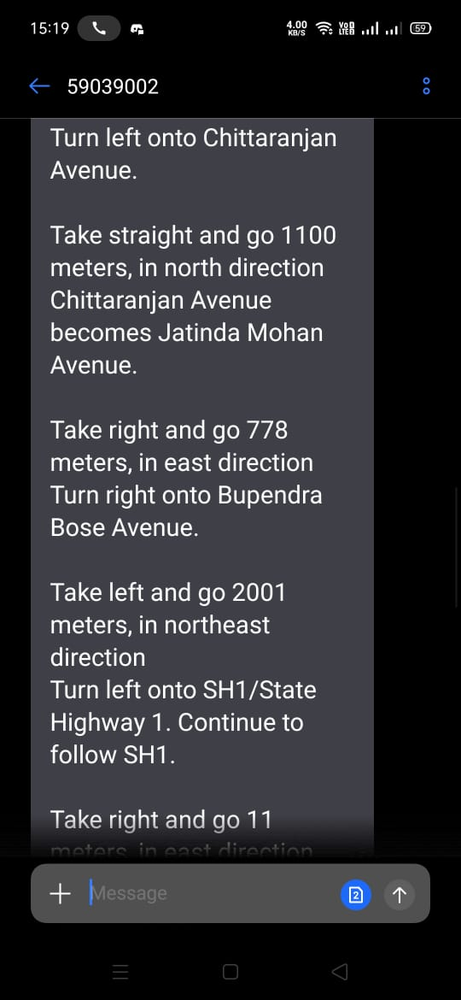 15:19
4.00
KB/S
VoD
LTE2
59
59039002
Turn left onto Chittaranjan
Avenue.
Take straight and go 1100
meters, in north direction
Chittaranjan Avenue
becomes Jatinda Mohan
Avenue.
Take right and go 778
meters, in east direction
Turn right onto Bupendra
Bose Avenue.
Take left and go 2001
meters, in northeast
direction
Turn left onto SH1/State
Highway 1. Continue to
follow SH1.
Take right and go 11
meters, in east direction
Message
2